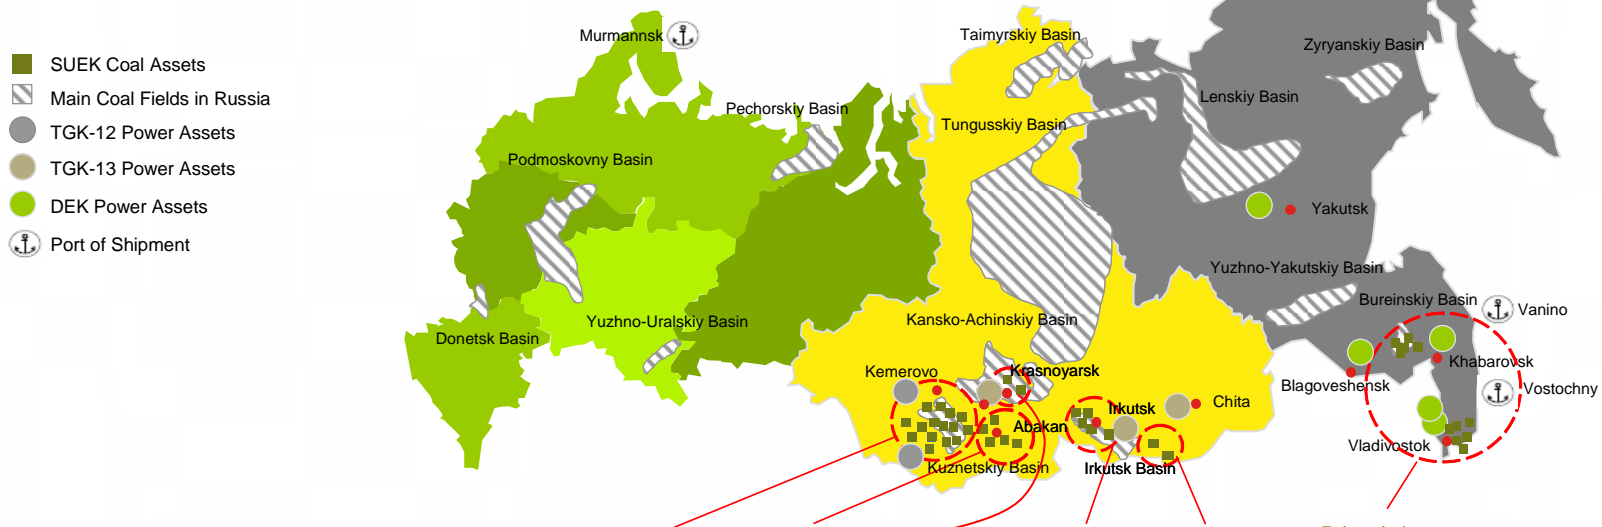 SUEK Coal Assets
Main Coal Fields in Russia
TGK-12 Power Assets
TGK-13 Power Assets
DEK Power Assets
Port of Shipment
Murmannsk
Taimyrskiy Basin
Zyryanskiy Basin
Pechorskiy Basin
Lenskiy Basin
Tungusskiy Basin
Podmoskovny Basin
Yakutsk
Yuzhno-Yakutskiy Basin
Bureinskiy Basin
Vanino
Kansko-Achinskiy Basin
Yuzhno-Uralskiy Basin
Donetsk Basin
Khabarovsk
Kemerovo
Krasnoyarsk
Blagoveshensk
Vostochny
Chita
Irkutsk
Abakan
Vladivostok
Kuznetskiy Basin
Irkutsk Basin